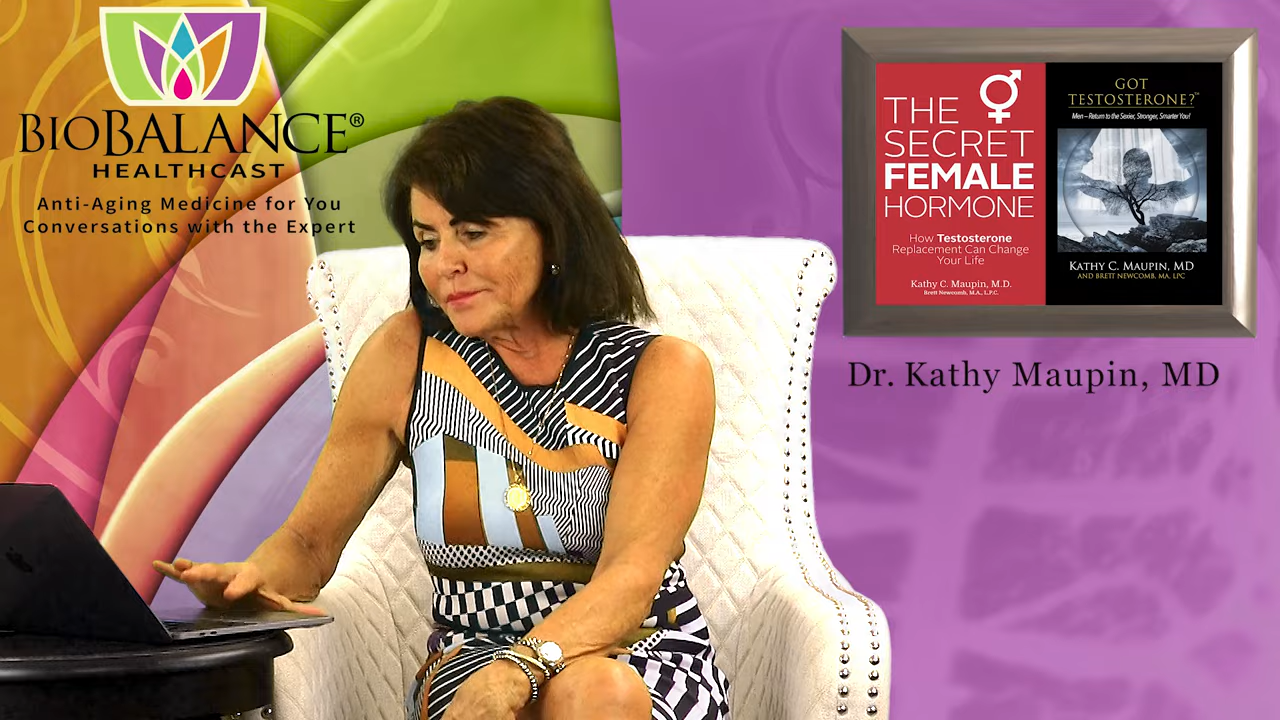 BIOBALANCE®
HEALTHCAST
Anti-Aging Medicine for You
Conversations with the Expert
THE
SECRET
FEMALE
HORMONE
How Testosterone
Replacement Can Change
Your Life
Kathy C. Maupin, M.D.
Brett Newcomb, M.A., L.P.C.
GOT
TESTOSTERONE?™
Men – Return to the Sexier, Stronger, Smarter You!
KATHY C. MAUPIN, MD
AND BRETT NEWCOMB, MA, LPC
Dr. Kathy Maupin, MD